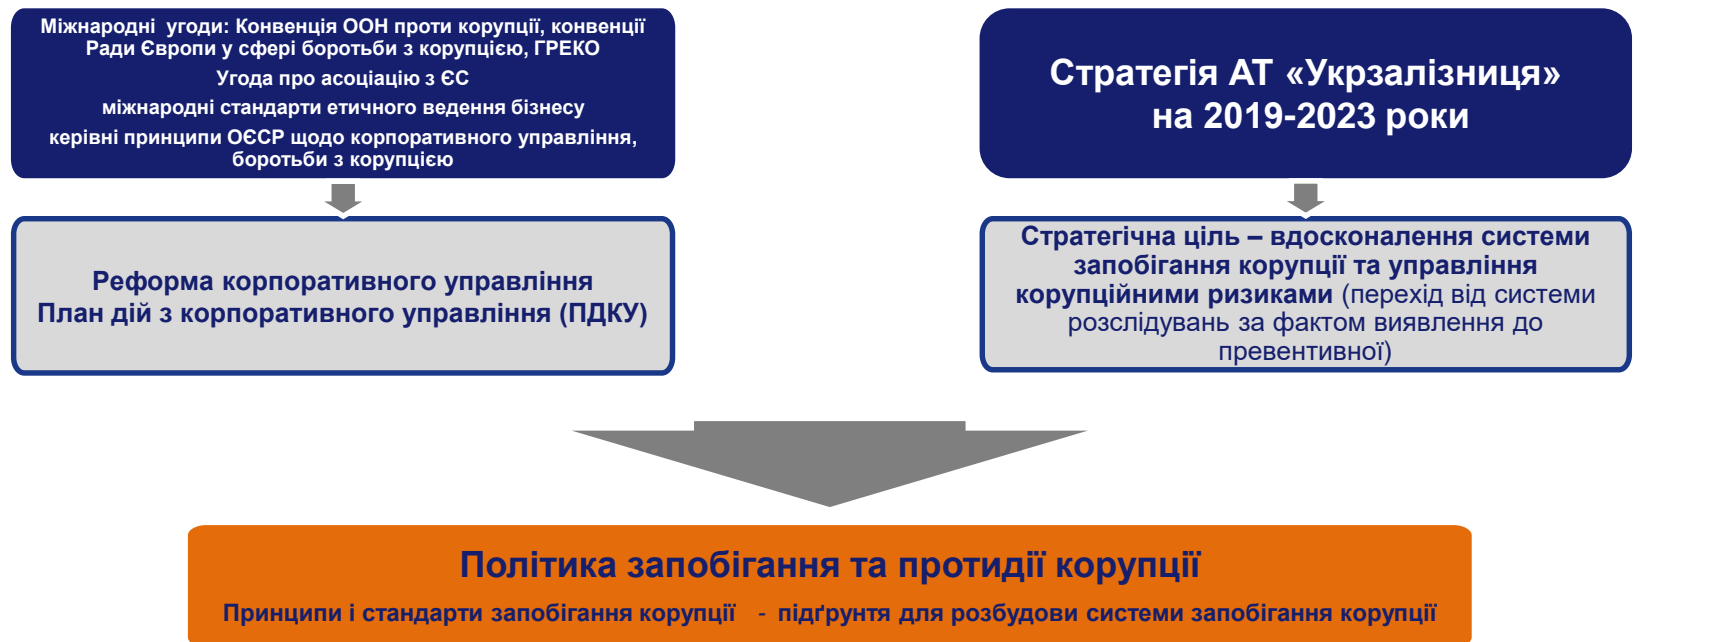 Міжнародні угоди: Конвенція ООН проти корупції, конвенції
Ради Європи у сфері боротьби з корупцією, ГРЕКО
Угода про асоціацію з ЄС
міжнародні стандарти етичного ведення бізнесу
керівні принципи ОЄСР щодо корпоративного управління,
боротьби з корупцією
Реформа корпоративного управління
План дій з корпоративного управління (ПДКУ)
Стратегія АТ «Укрзалізниця»
на 2019-2023 роки
Стратегічна ціль – вдосконалення системи
запобігання корупції та управління
корупційними ризиками (перехід від системи
розслідувань за фактом виявлення до
превентивної)
Політика запобігання та протидії корупції
Принципи і стандарти запобігання корупції - підґрунтя для розбудови системи запобігання корупції